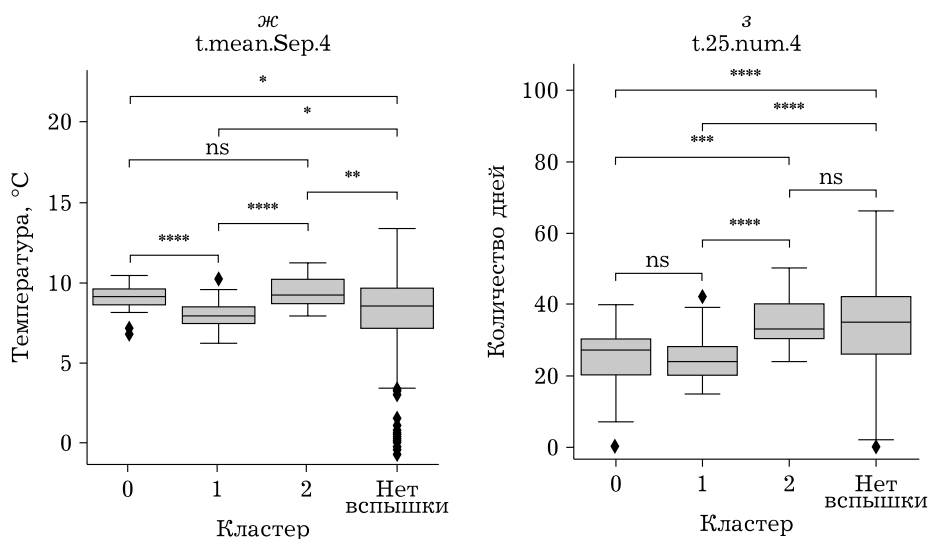 ж
t.mean.Sep.4
*
*
ns
**
****
****
20
15
10
5
0
Температура, °C
0
1
2
Нет
вспышки
Кластер
з
t.25.num.4
****
****
***
ns
****
ns
100
80
60
40
20
0
Количество дней
0
1
2
Нет
вспышки
Кластер